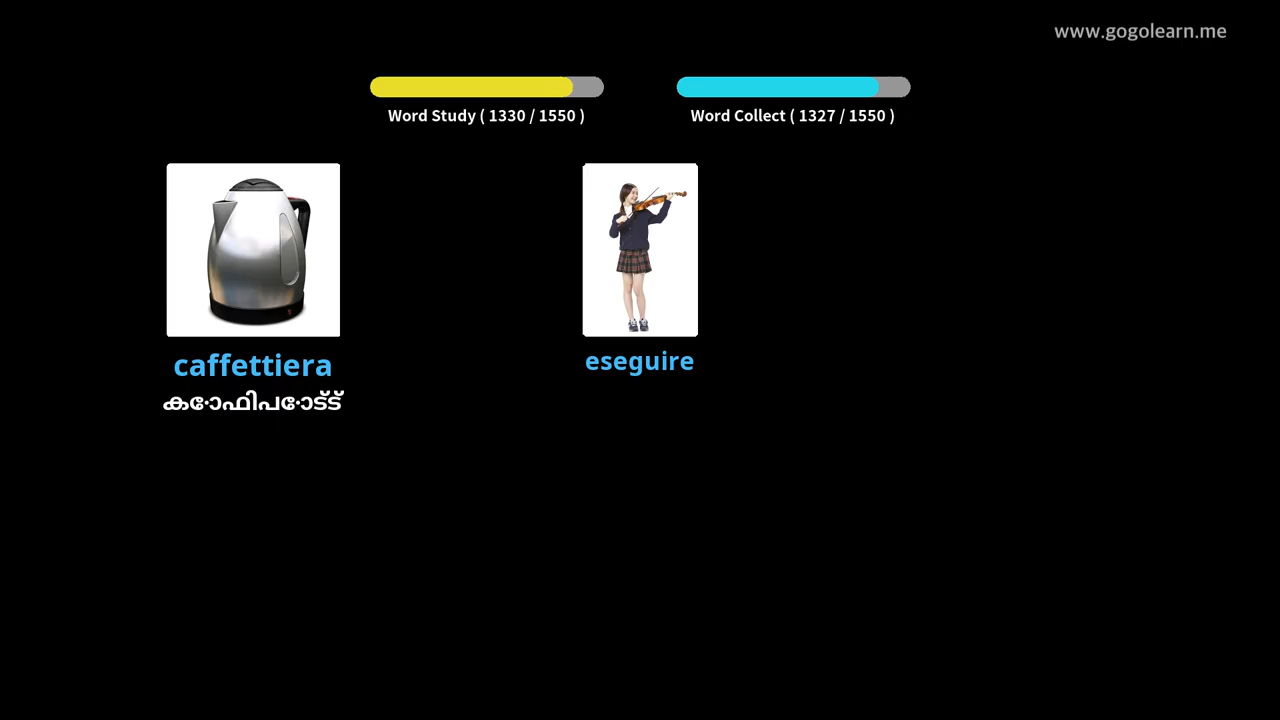 www.gogolearn.me
Word Study ( 1330 / 1550 )
Word Collect ( 1327 / 1550 )
caffettiera
കോഫിപോട്ട്
eseguire